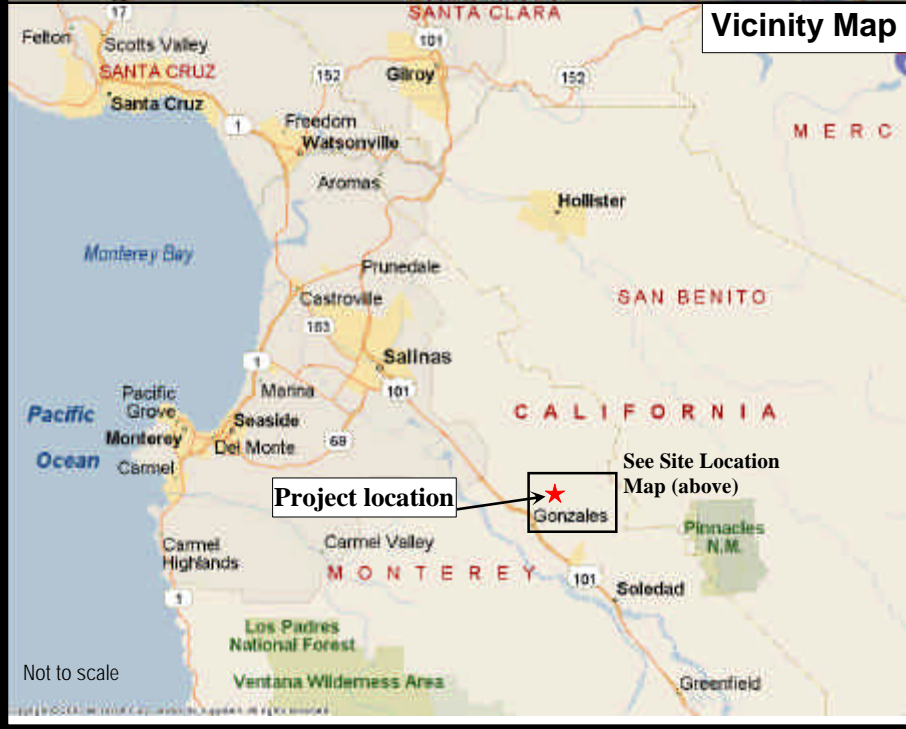 Vicinity Map
17
SANTA CLARA
Felton
Scotts Valley
101
SANTA CRUZ
152
Gilroy
152
Santa Cruz
1
Freedom
Watsonville
MERC
Aromas
Hollister
Monterey Bay
Prunedale
SAN BENITO
Castroville
183
Salinas
1
Marina
101
Pacific
Grove
Pacific
Ocean
CALIFORNIA
Seaside
Monterey
Del Monte
68
Carmel
See Site Location
Map (above)
Project location
Gonzales
Pinnacles
N.M.
Carmel
Highlands
Carmel Valley
MONTEREY
101
Soledad
1
Los Padres
National Forest
Not to scale
Ventana Wilderness Area
Greenfield